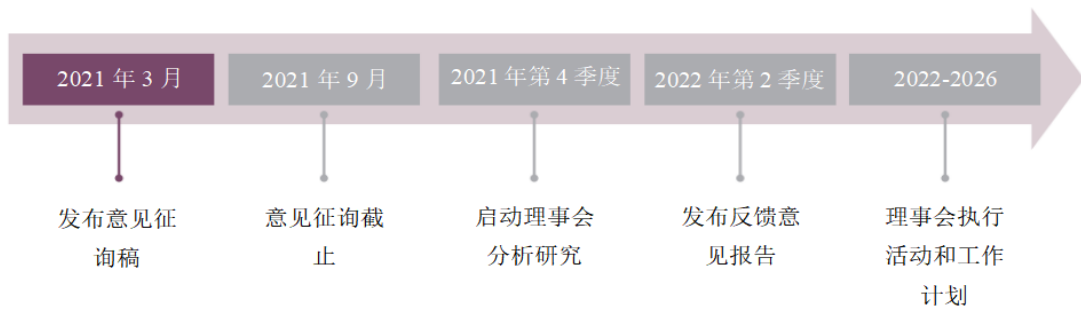 2021 年 3 月
2021 年 9 月
2021 年第 4 季度
2022 年第 2 季度
2022-2026
发布意见征
询稿
意见征询截
止
启动理事会
分析研究
发布反馈意
见报告
理事会执行
活动和工作
计划